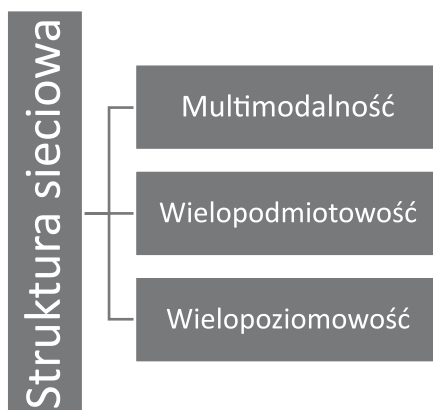 Struktura sieciowa
Multimodalność
Wielopodmiotowość
Wielopoziomowość